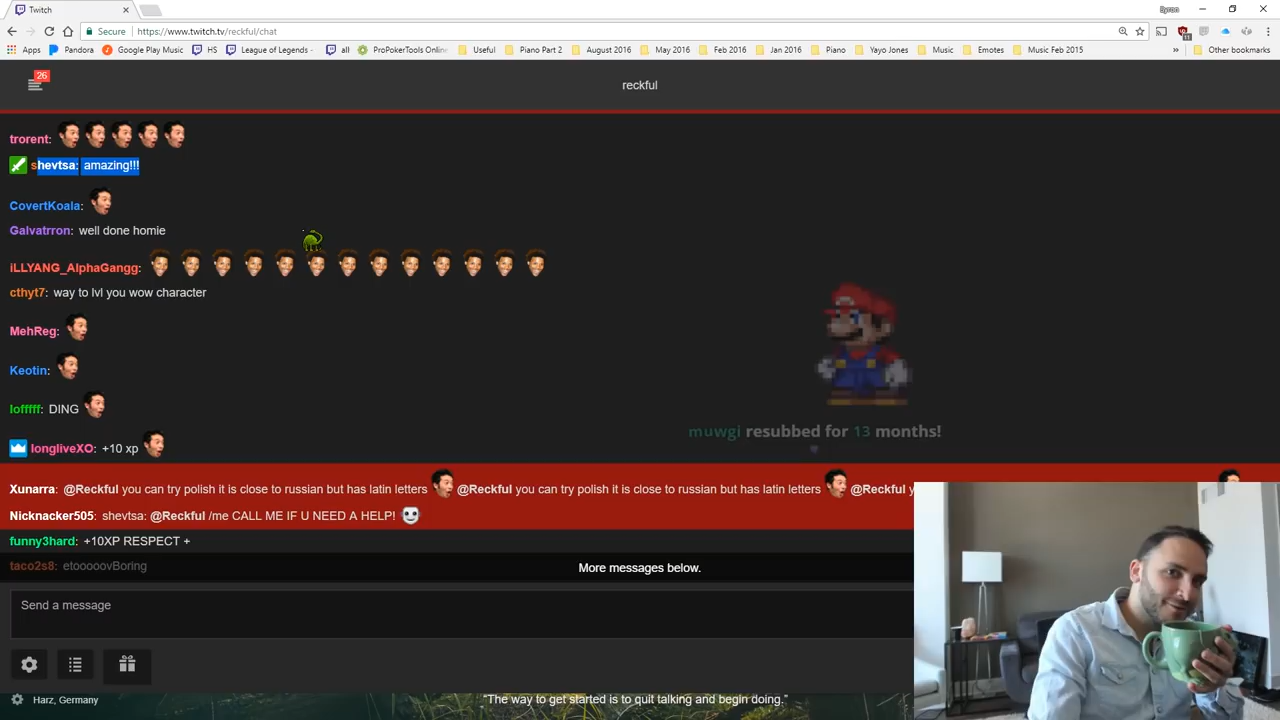 Twitch
Byron
Secure https://www.twitch.tv/reckful/chat
11
Apps Pandora Google Play Music HS League of Legends - all ProPokerTools Online Used Piano Part 2 August 2016 May 2016 Feb 2016 Jan 2016 Piano Yayo Jones Music Emotes Music Feb 2015 » Other bookmarks
26
reckful
trorent:
shevtsa: amazing!!!
CovertKoala:
Galvatrron: well done homie
iLLYANG_AlphaGangg:
cthyt7: way to lvl you wow character
MehReg:
Keotin:
lofffff: DING
longliveXO: +10 xp
muwgi resubbed for 13 months!
Xunarra: @Reckful you can try polish it is close to russian but has latin letters @Reckful you can try polish it is close to russian but has latin letters @Reckful y
Nicknacker505: shevtsa: @Reckful /me CALL ME IF U NEED A HELP!
funny3hard: +10XP RESPECT +
taco2s8: etooooovBoring
More messages below.
Send a message
Harz, Germany
“The way to get started is to quit talking and begin doing.”